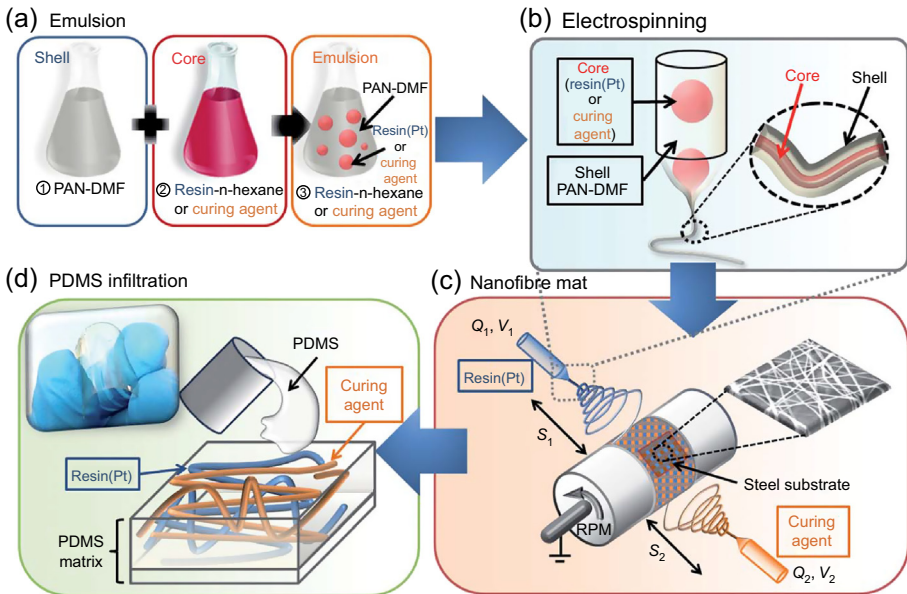 (a) Emulsion
Shell
① PAN-DMF
Core
② Resin-n-hexane
or curing agent
Emulsion
PAN-DMF
Resin(Pt)
or
curing
agent
③ Resin-n-hexane
or curing agent
(b) Electrospinning
Core
(resin(Pt)
or
curing
agent)
Shell
PAN-DMF
Core
Shell
(c) Nanofibre mat
Q1, V1
Resin(Pt)
S1
Steel substrate
RPM
S2
Curing
agent
Q2, V2
(d) PDMS infiltration
PDMS
Curing
agent
Resin(Pt)
PDMS
matrix